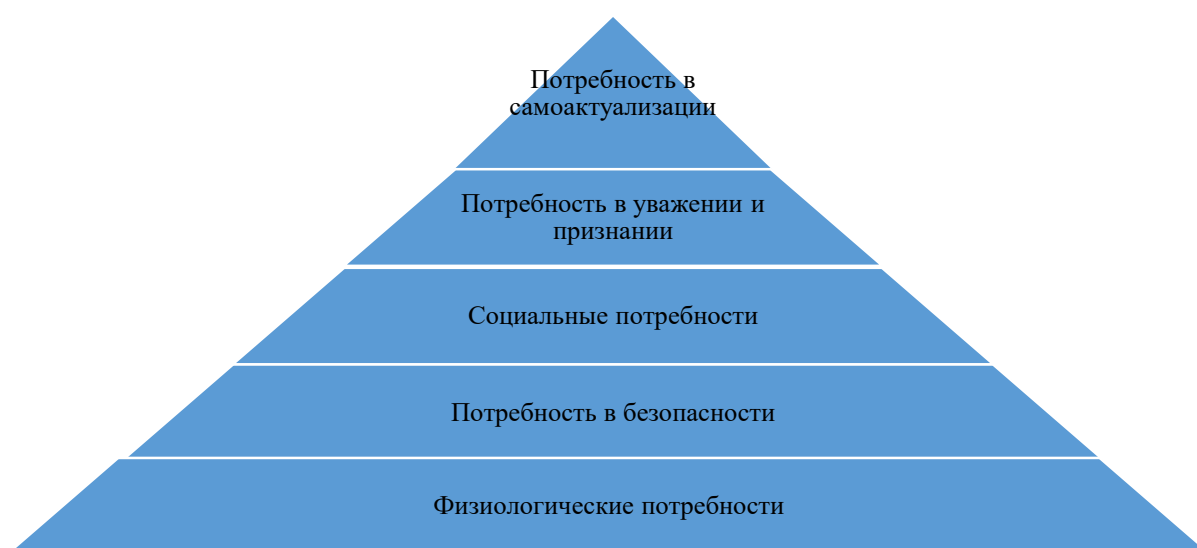 Потребность в
самоактуализации
Потребность в уважении и
признании
Социальные потребности
Потребность в безопасности
Физиологические потребности